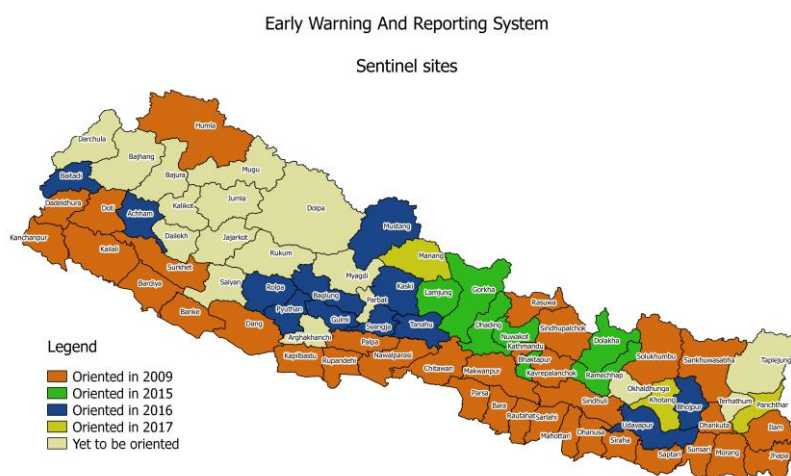 Early Warning And Reporting System
Sentinel sites
Humla
Darchula
Bajhang
Mugu
Bajura
Baitadi
Dolpa
Jumla
Kalikot
Dadeldhura
Doti
Achham
Mustang
Kanchanpur
Dailekh
Jajarkot
Kailali
Rukum
Manang
Surkhet
Myagdi
Salyan
Kaski
Bardiya
Rolpa
Baglung
Lamjung
Gorkha
Parbat
Rasuwa
Banke
Pyuthan
Gulmi
Syangja
Tanahu
Dhading
Nuwakot
Sindhupalchok
Dang
Arghakhanchi
Palpa
Kathmandu
Dolakha
Kapilbastu
Rupandehi
Nawalparasi
Chitawan
Makwanpur
Bhaktapur
Kavrepalanchok
Ramechhap
Solukhumbu
Sankhuwasabha
Taplejung
Okhaldhunga
Parsa
Bara
Rautahat
Sarlahi
Sindhuli
Khotang
Bhojpur
Terhathum
Panchthar
Mahottari
Dhanusa
Siraha
Udayapur
Dhankuta
Ilam
Saptari
Sunsari
Morang
Jhapa
Legend
Oriented in 2009
Oriented in 2015
Oriented in 2016
Oriented in 2017
Yet to be oriented